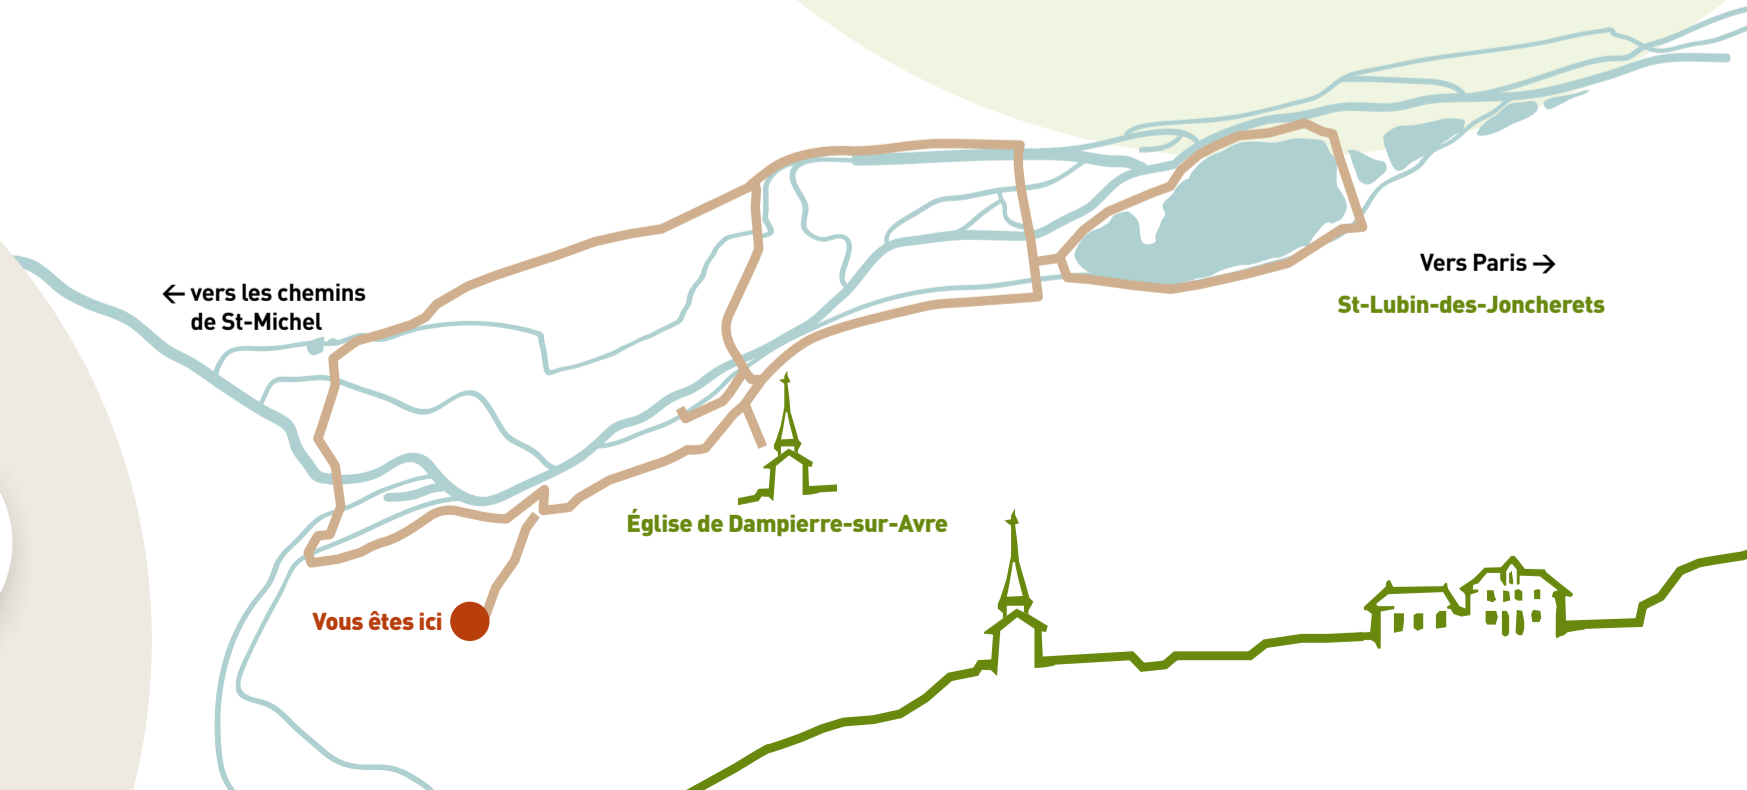 ← vers les chemins
de St-Michel
Vers Paris →
St-Lubin-des-Joncherets
Église de Dampierre-sur-Avre
Vous êtes ici